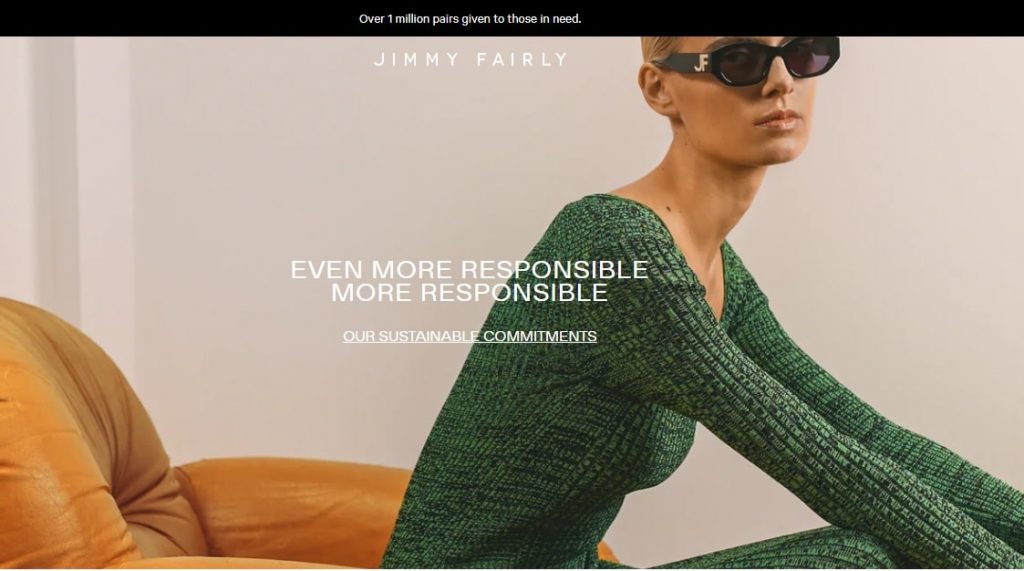 Over 1 million pairs given to those in need.
JIMMY FAIRLY
JF
EVEN MORE RESPONSIBLE
MORE RESPONSIBLE
OUR SUSTAINABLE COMMITMENTS